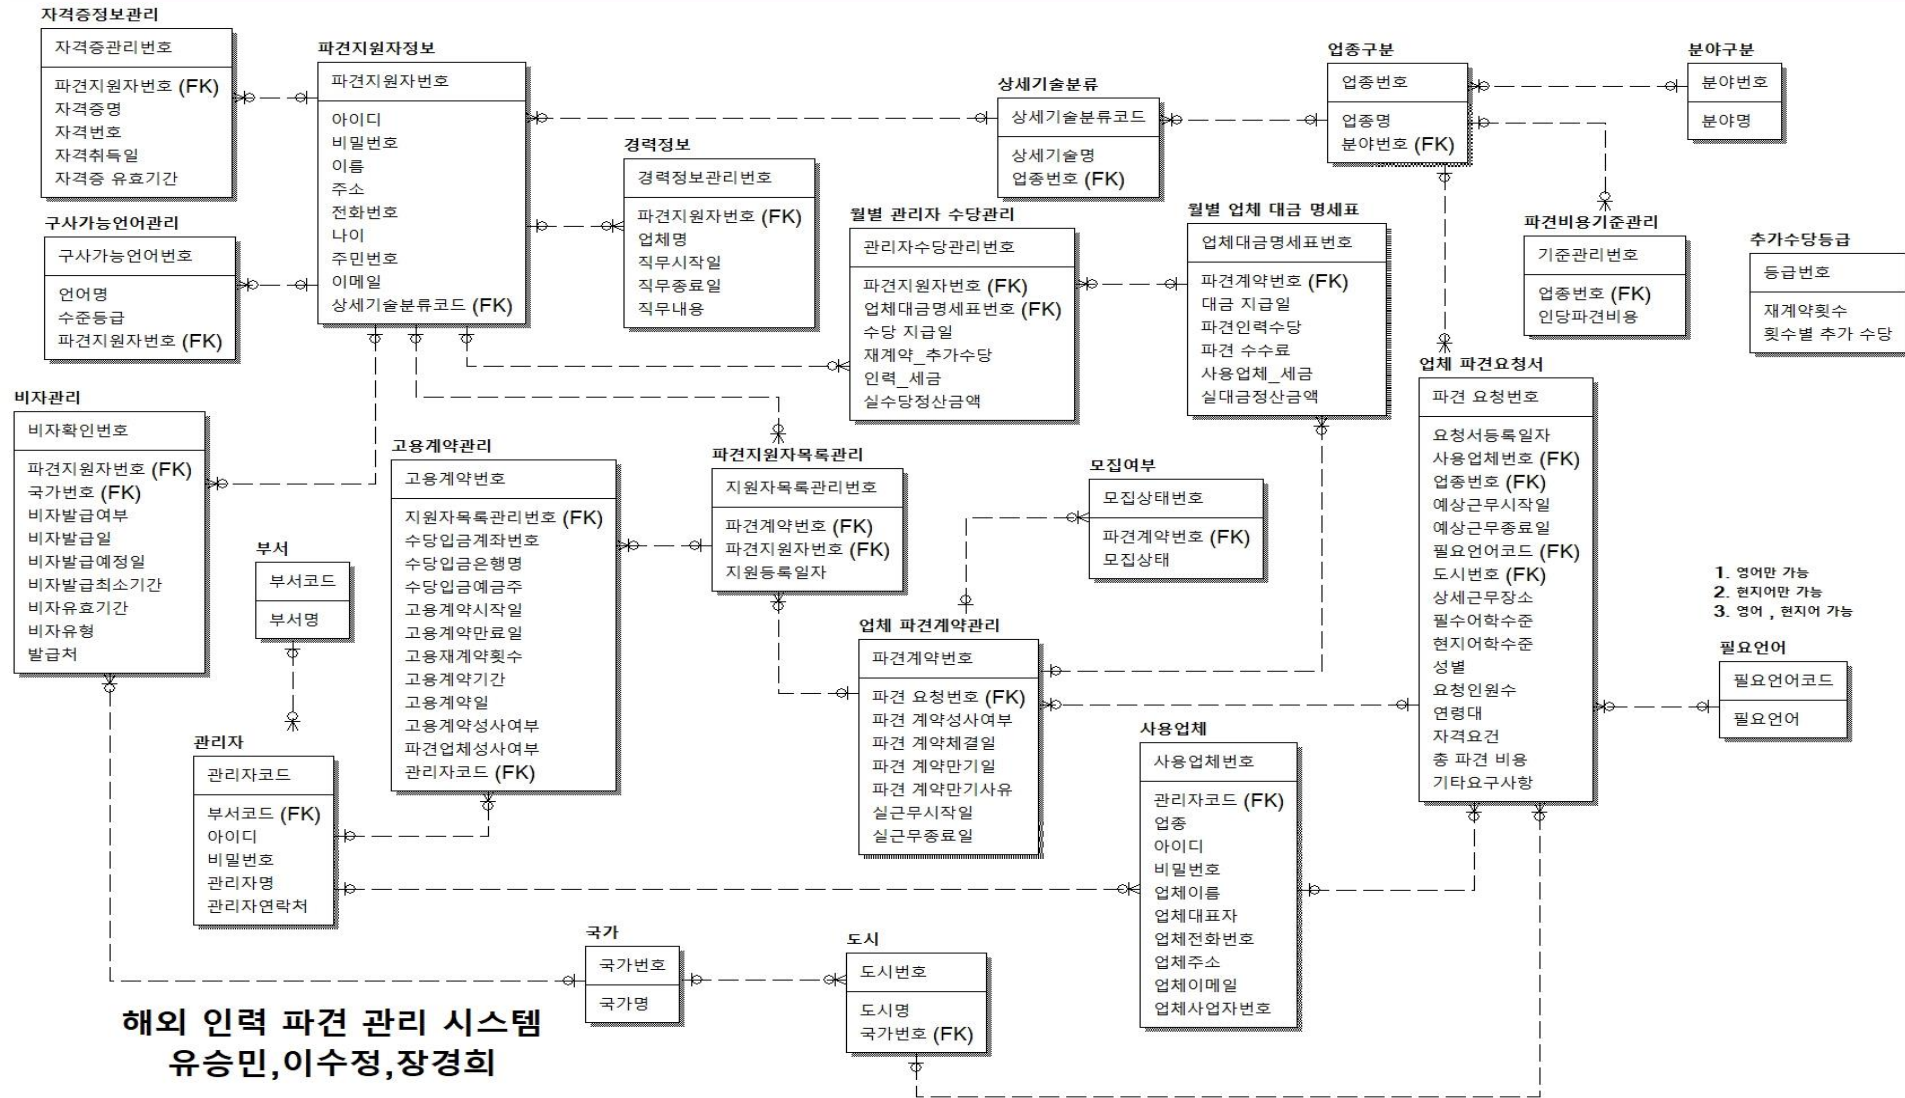 자격증정보관리
자격증관리번호
파견지원자번호 (FK)
자격증명
자격번호
자격취득일
자격증 유효기간
파견지원자정보
파견지원자번호
아이디
비밀번호
이름
주소
전화번호
나이
주민번호
이메일
상세기술분류코드 (FK)
구사가능언어관리
구사가능언어번호
언어명
수준등급
파견지원자번호 (FK)
경력정보
경력정보관리번호
파견지원자번호 (FK)
업체명
직무시작일
직무종료일
직무내용
상세기술분류
상세기술분류코드
상세기술명
업종번호 (FK)
업종구분
업종번호
업종명
분야번호 (FK)
분야구분
분야번호
분야명
월별 관리자 수당관리
관리자수당관리번호
파견지원자번호 (FK)
업체대금명세표번호 (FK)
수당 지급일
재계약_추가수당
인력_세금
실수당정산금액
월별 업체 대금 명세표
업체대금명세표번호
파견계약번호 (FK)
대금 지급일
파견인력수당
파견 수수료
사용업체_세금
실대금정산금액
파견비용기준관리
기준관리번호
업종번호 (FK)
인당파견비용
추가수당등급
등급번호
재계약횟수
횟수별 추가 수당
비자관리
비자확인번호
파견지원자번호 (FK)
국가번호 (FK)
비자발급여부
비자발급일
비자발급예정일
비자발급최소기간
비자유효기간
비자유형
발급처
부서
부서코드
부서명
고용계약관리
고용계약번호
지원자목록관리번호 (FK)
수당입금계좌번호
수당입금은행명
수당입금예금주
고용계약시작일
고용계약만료일
고용재계약횟수
고용계약기간
고용계약일
고용계약성사여부
파견업체성사여부
관리자코드 (FK)
파견지원자목록관리
지원자목록관리번호
파견계약번호 (FK)
파견지원자번호 (FK)
지원등록일자
모집여부
모집상태번호
파견계약번호 (FK)
모집상태
업체 파견요청서
파견 요청번호
요청서등록일자
사용업체번호 (FK)
업종번호 (FK)
예상근무시작일
예상근무종료일
필요언어코드 (FK)
도시번호 (FK)
상세근무장소
필수어학수준
현지어학수준
성별
요청인원수
연령대
자격요건
총 파견 비용
기타요구사항
1. 영어만 가능
2. 현지어만 가능
3. 영어 , 현지어 가능
필요언어
필요언어코드
필요언어
업체 파견계약관리
파견계약번호
파견 요청번호 (FK)
파견 계약성사여부
파견 계약체결일
파견 계약만기일
파견 계약만기사유
실근무시작일
실근무종료일
관리자
관리자코드
부서코드 (FK)
아이디
비밀번호
관리자명
관리자연락처
사용업체
사용업체번호
관리자코드 (FK)
업종
아이디
비밀번호
업체이름
업체대표자
업체전화번호
업체주소
업체이메일
업체사업자번호
국가
국가번호
국가명
도시
도시번호
도시명
국가번호 (FK)
해외 인력 파견 관리 시스템
유승민,이수정,장경희